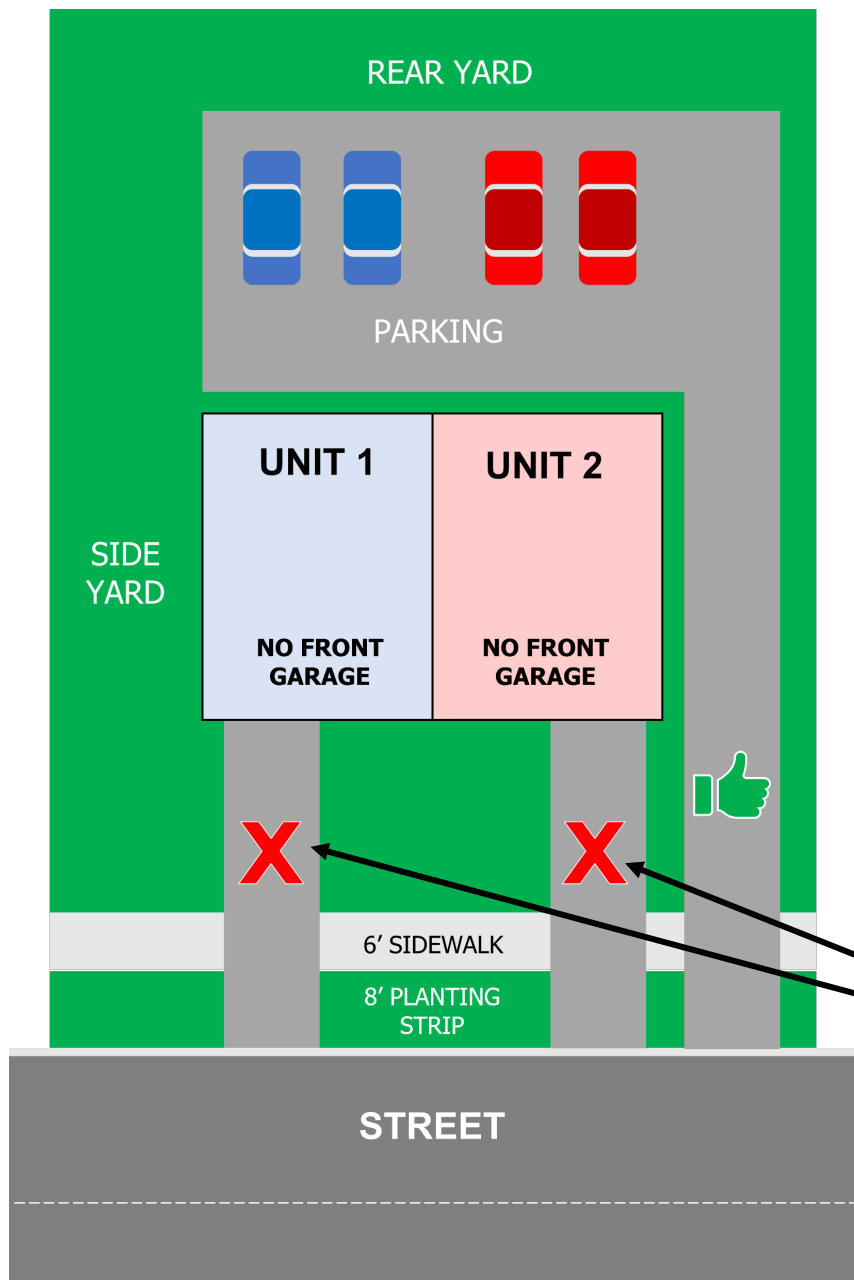 REAR YARD
PARKING
UNIT 1
UNIT 2
SIDE
YARD
NO FRONT
GARAGE
NO FRONT
GARAGE
X
X
6′ SIDEWALK
8′ PLANTING
STRIP
STREET